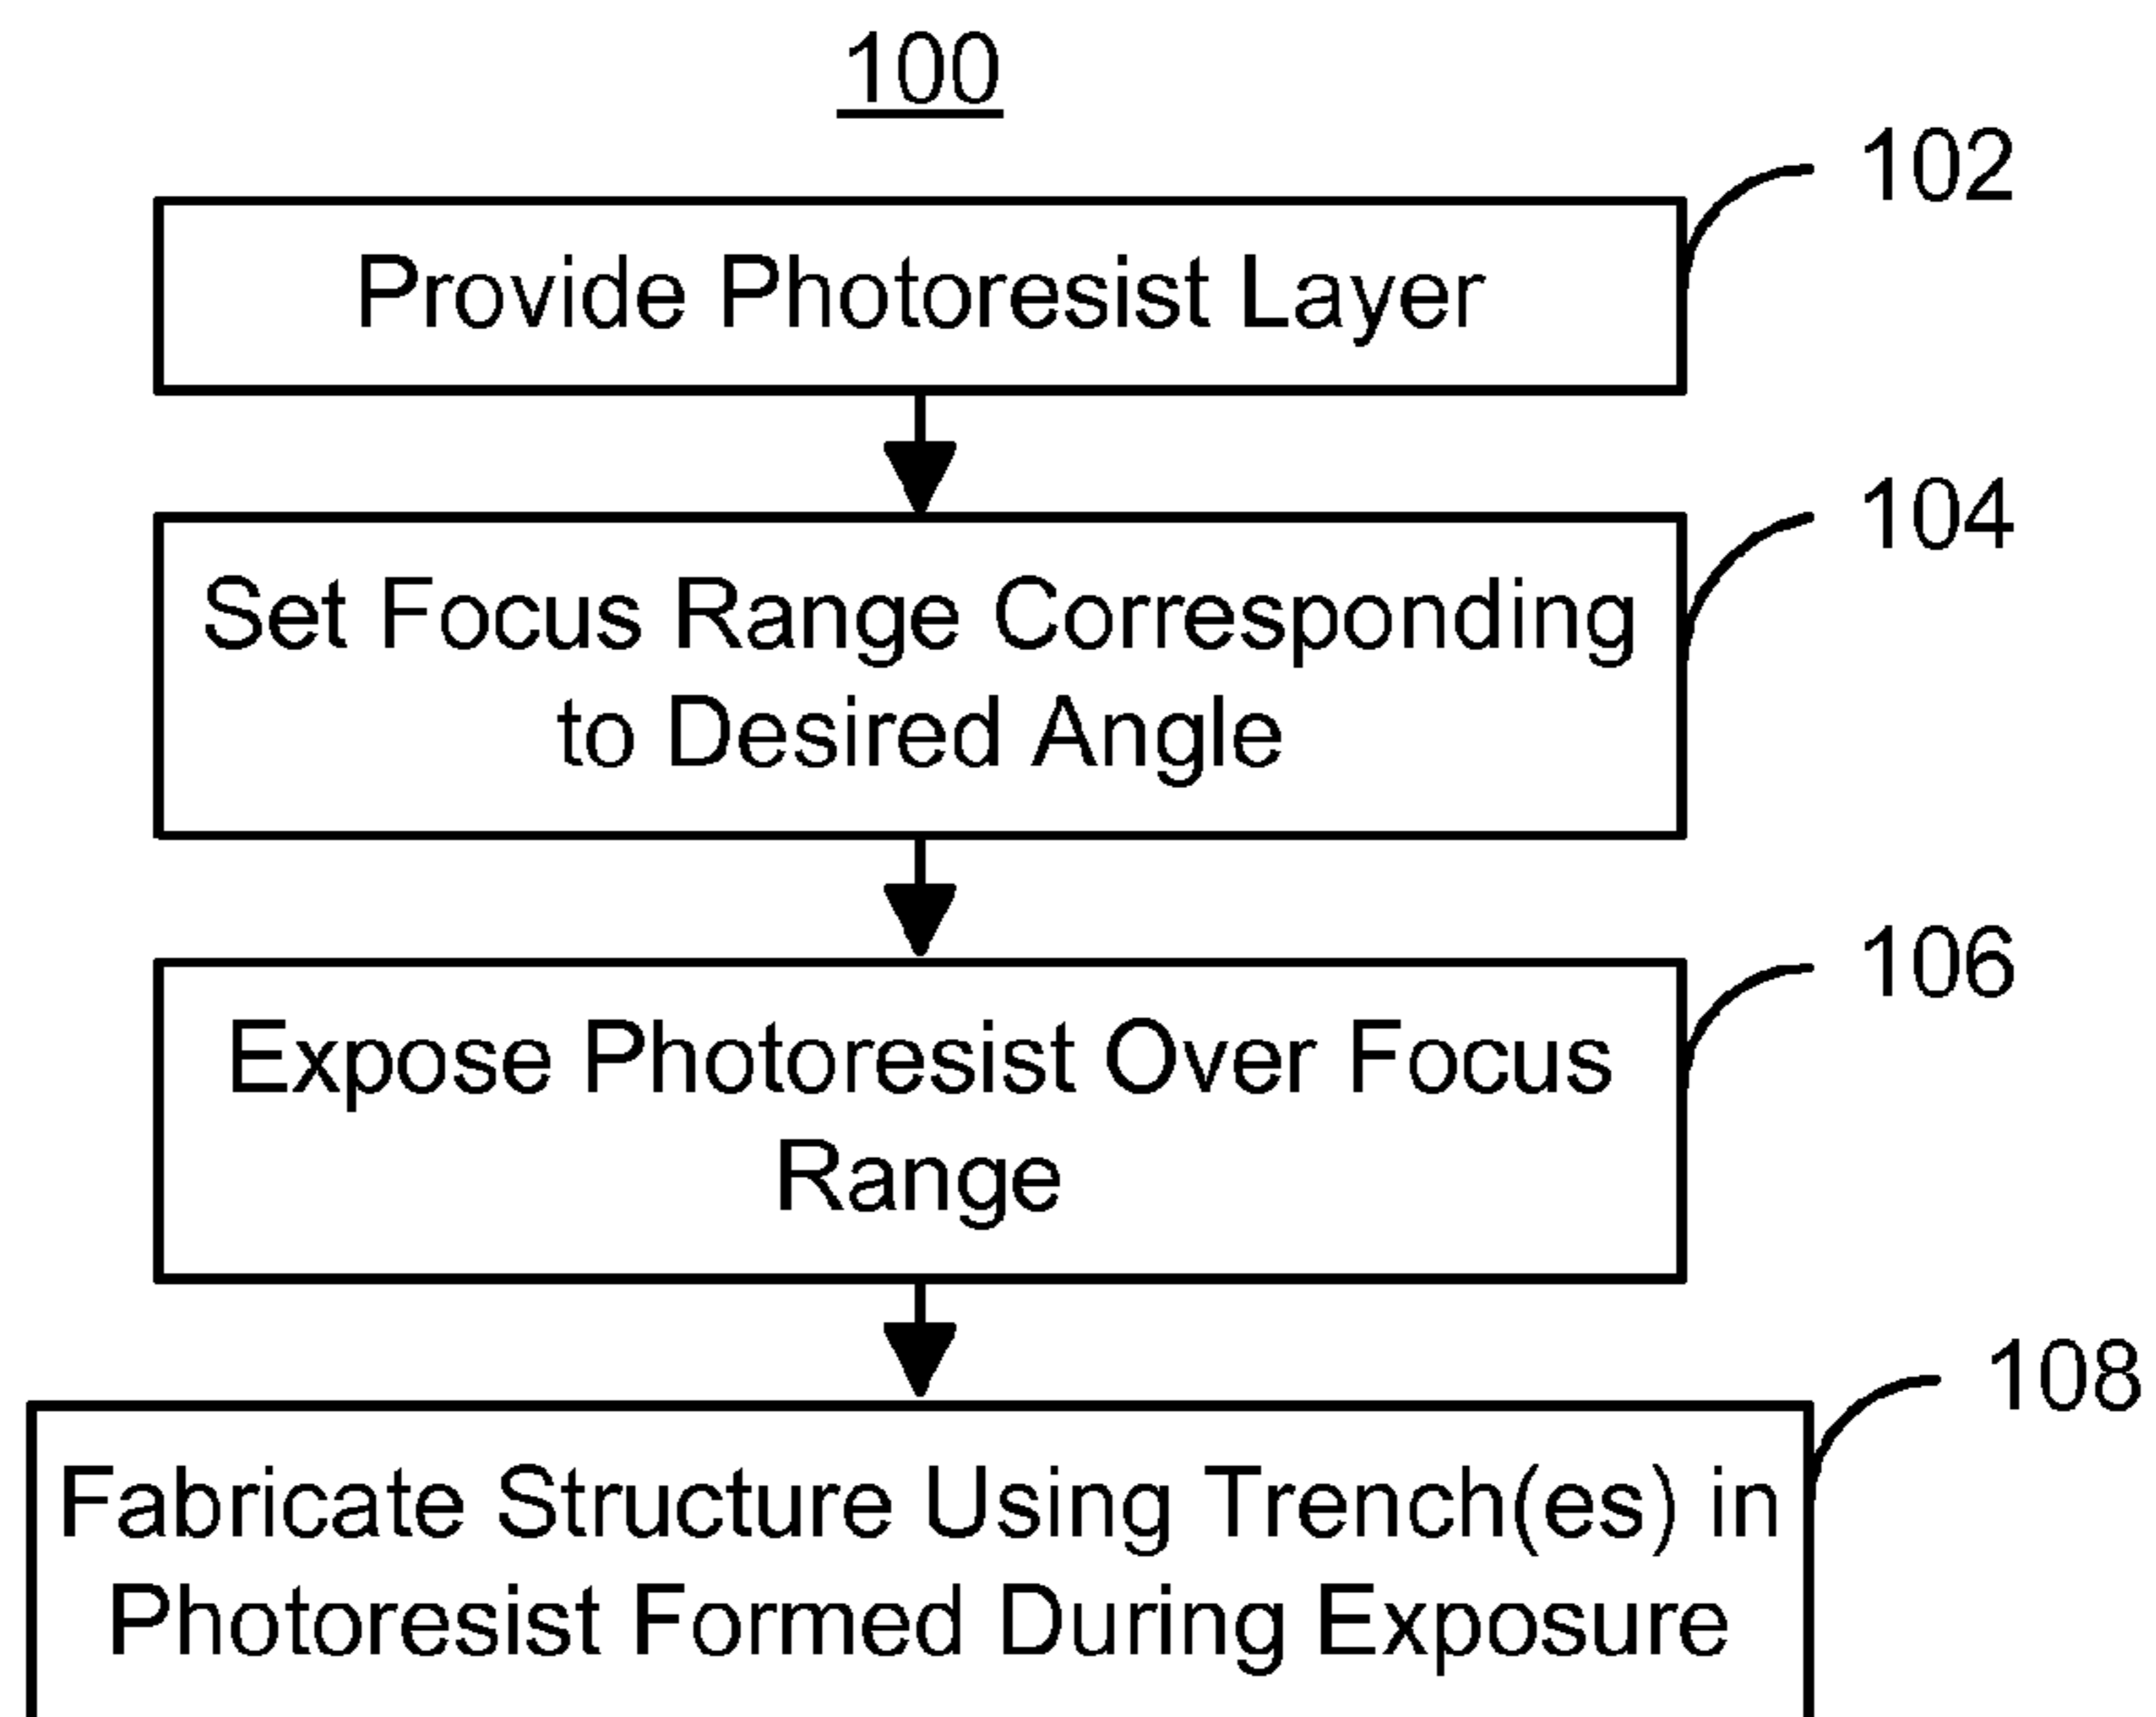 100
102
Provide Photoresist Layer
104
Set Focus Range Corresponding
to Desired Angle
106
Expose Photoresist Over Focus
Range
108
Fabricate Structure Using Trench(es) in
Photoresist Formed During Exposure